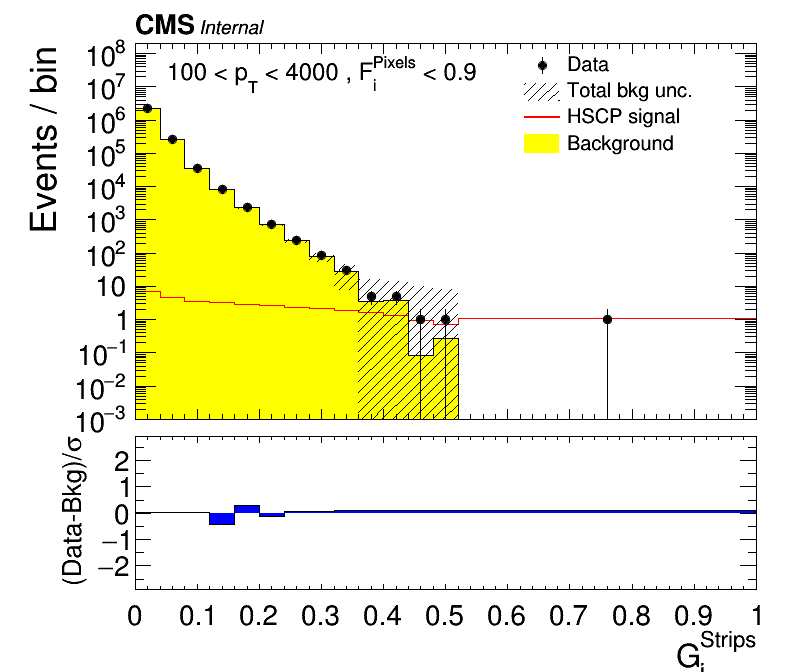 CMS Internal
100 < p_T < 4000 , F_i^Pixels < 0.9
Data
Total bkg unc.
HSCP signal
Background
Events / bin
10^8
10^7
10^6
10^5
10^4
10^3
10^2
10
1
10^−1
10^−2
10^−3
(Data-Bkg)/σ
2
1
0
−1
−2
0 0.1 0.2 0.3 0.4 0.5 0.6 0.7 0.8 0.9 1
G_i^Strips